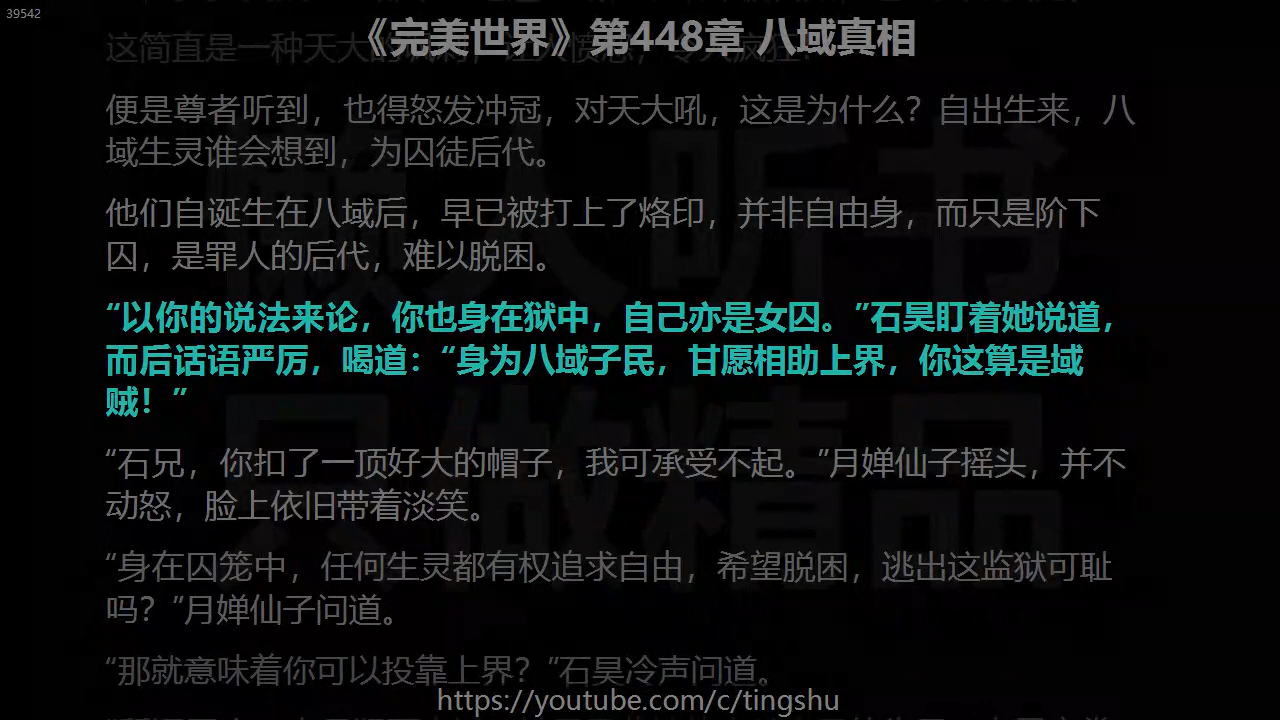 39542
《完美世界》第448章 八域真相
这简直是一种天大的
便是尊者听到，也得怒发冲冠，对天大吼，这是为什么？自出生来，八
域生灵谁会想到，为囚徒后代。
他们自诞生在八域后，早已被打上了烙印，并非自由身，而只是阶下
囚，是罪人的后代，难以脱困。
“以你的说法来论，你也身在狱中，自己亦是女囚。”石昊盯着她说道，
而后话语严厉，喝道：“身为八域子民，甘愿相助上界，你这算是域
贼！”
“石兄，你扣了一顶好大的帽子，我可承受不起。”月婵仙子摇头，并不
动怒，脸上依旧带着淡笑。
“身在囚笼中，任何生灵都有权追求自由，希望脱困，逃出这监狱可耻
吗？”月婵仙子问道。
“那就意味着你可以投靠上界？”石昊冷声问道。
https://youtube.com/c/tingshu
懒人听书
只做精品